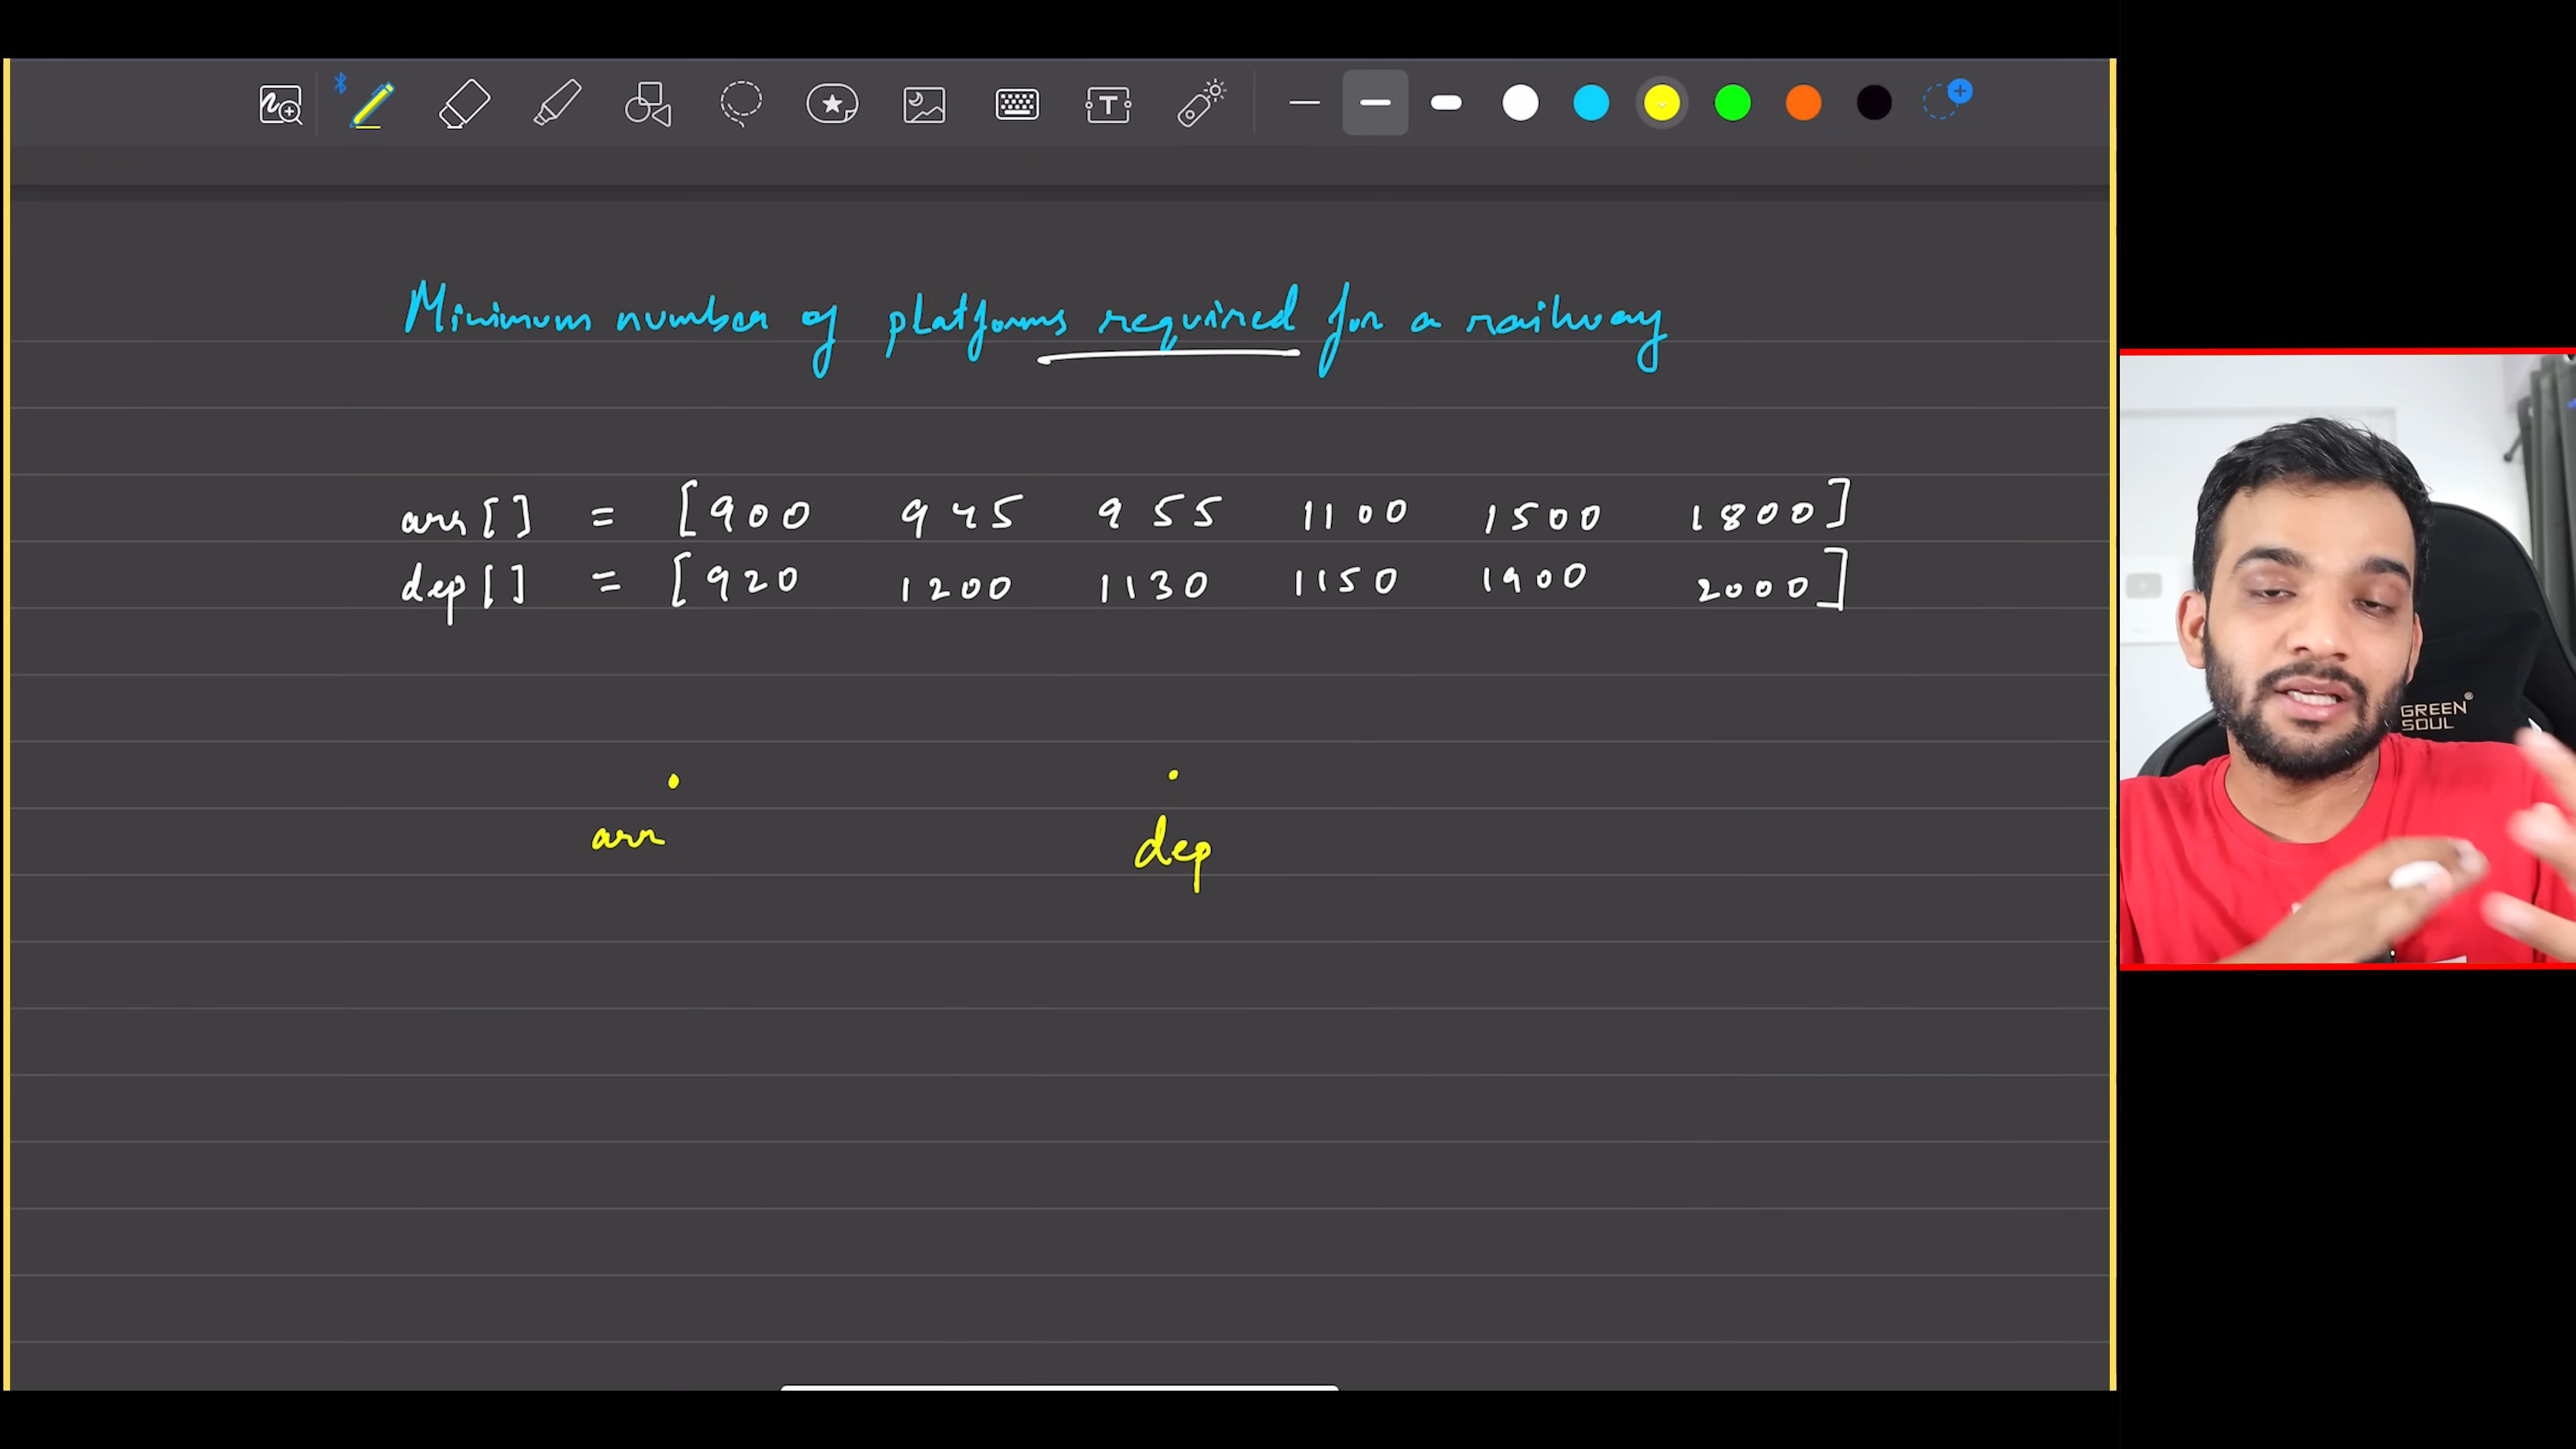 Minimum number of platforms required for a railway
arr[] = [900 945 955 1100 1500 1800]
dep[] = [920 1200 1130 1150 1900 2000]
arr dep
GREEN
SOUL